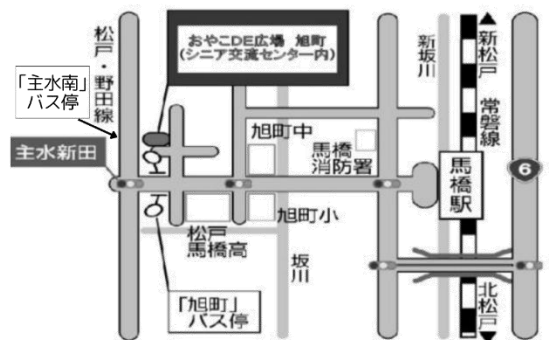 おやこDE広場 旭町
(シニア交流センター内)
松戸・野田線
「主水南」
バス停
主水新田
旭町中
馬橋
消防署
新坂川
新松戸
常磐線
馬橋駅
6
旭町小
松戸
馬橋高
坂川
北松戸
「旭町」
バス停